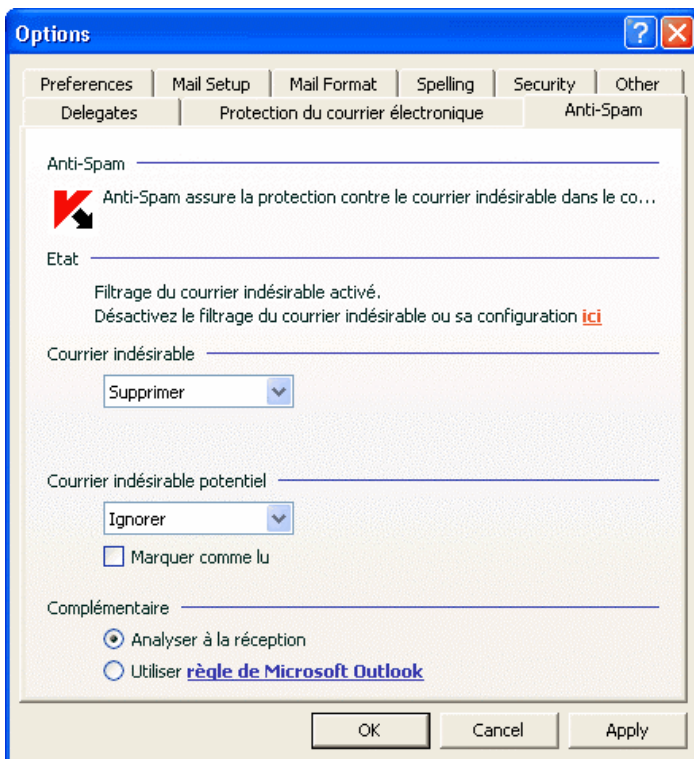 Options
Preferences Mail Setup Mail Format Spelling Security Other
Delegates Protection du courrier électronique Anti-Spam
Anti-Spam
Anti-Spam assure la protection contre le courrier indésirable dans le co...
Etat
Filtrage du courrier indésirable activé.
Désactivez le filtrage du courrier indésirable ou sa configuration ici
Courrier indésirable
Supprimer
Courrier indésirable potentiel
Ignorer
Marquer comme lu
Complémentaire
Analyser à la réception
Utiliser règle de Microsoft Outlook
OK Cancel Apply